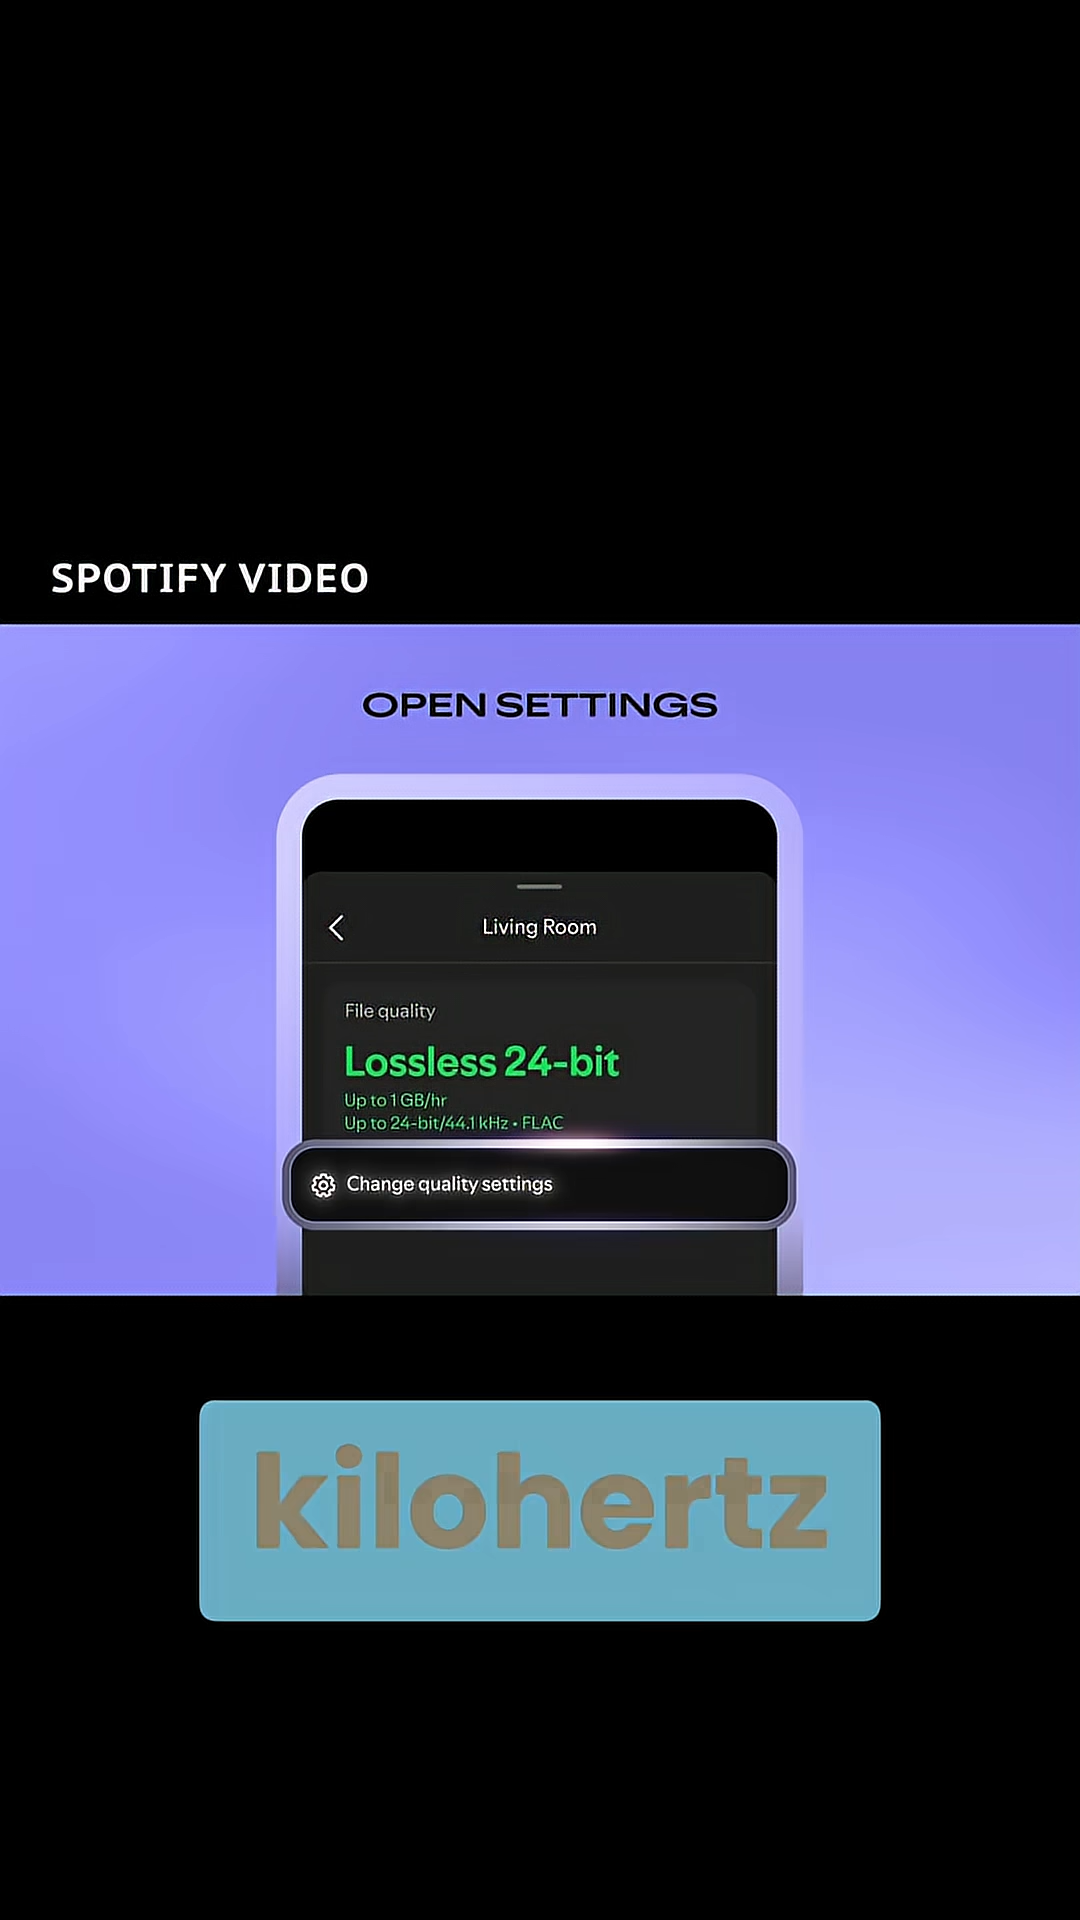 SPOTIFY VIDEO
OPEN SETTINGS
Living Room
File quality
Lossless 24-bit
Up to 1 GB/hr
Up to 24-bit/44.1 kHz • FLAC
Change quality settings
kilohertz